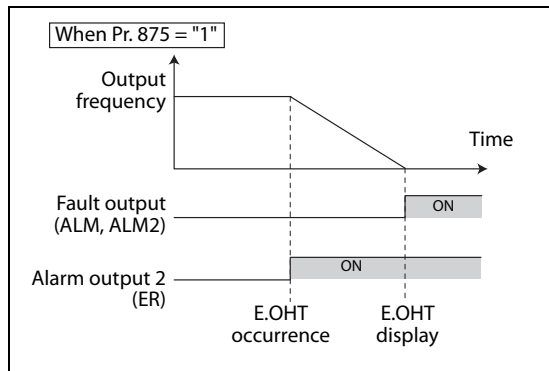 When Pr. 875 = "1"
Output
frequency
Time
Fault output
(ALM, ALM2)
ON
Alarm output 2
(ER)
ON
E.OHT
occurrence
E.OHT
display